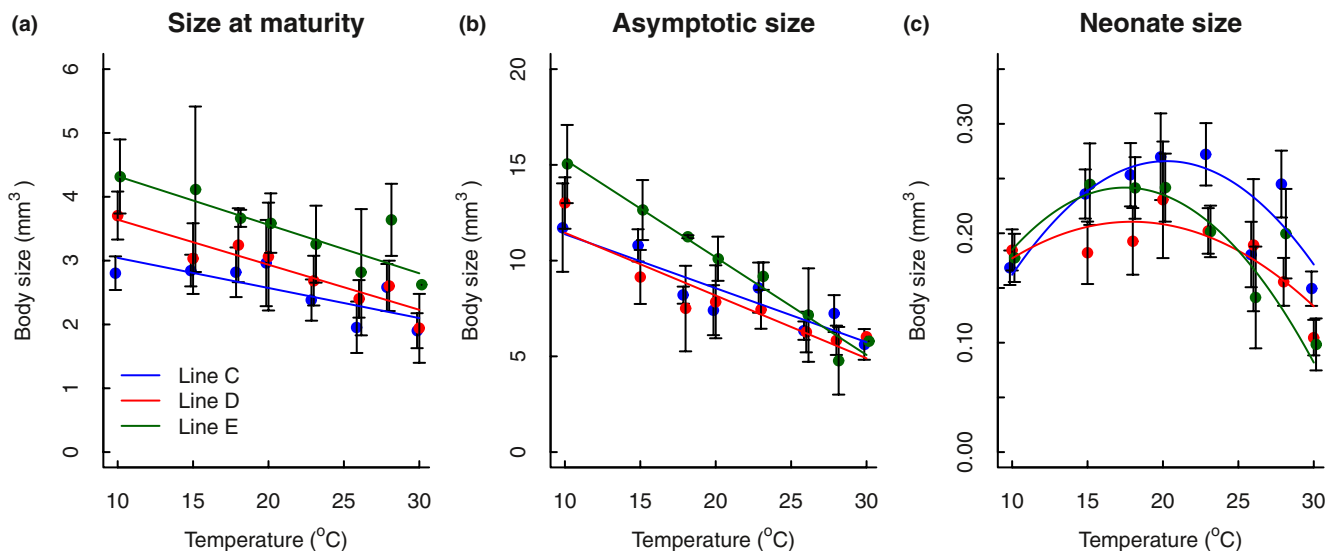 (a) Size at maturity
Body size (mm³)
6
5
4
3
2
1
0
Line C
Line D
Line E
10 15 20 25 30
Temperature (°C)
(b) Asymptotic size
Body size (mm³)
20
15
10
5
0
10 15 20 25 30
Temperature (°C)
(c) Neonate size
Body size (mm³)
0.30
0.20
0.10
0.00
10 15 20 25 30
Temperature (°C)